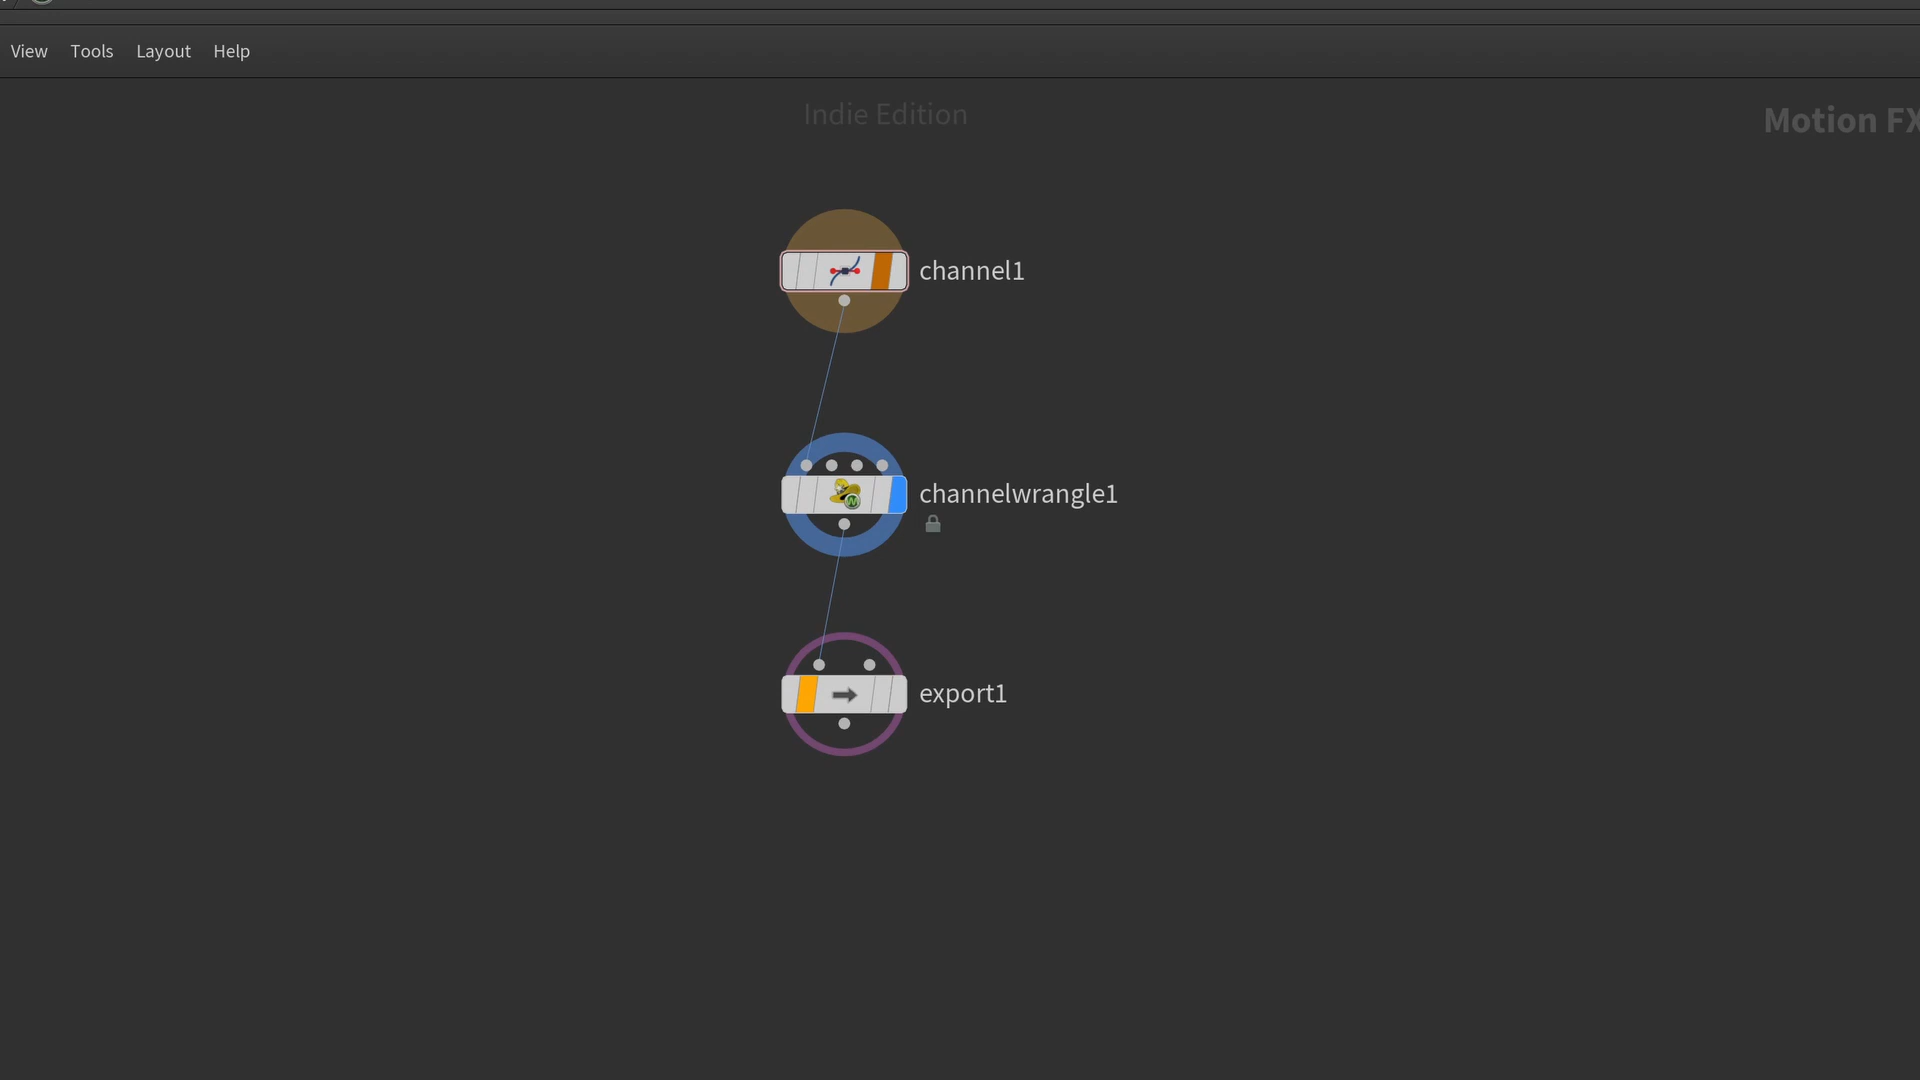 View Tools Layout Help
Indie Edition
Motion FX
channel1
channelwrangle1
export1